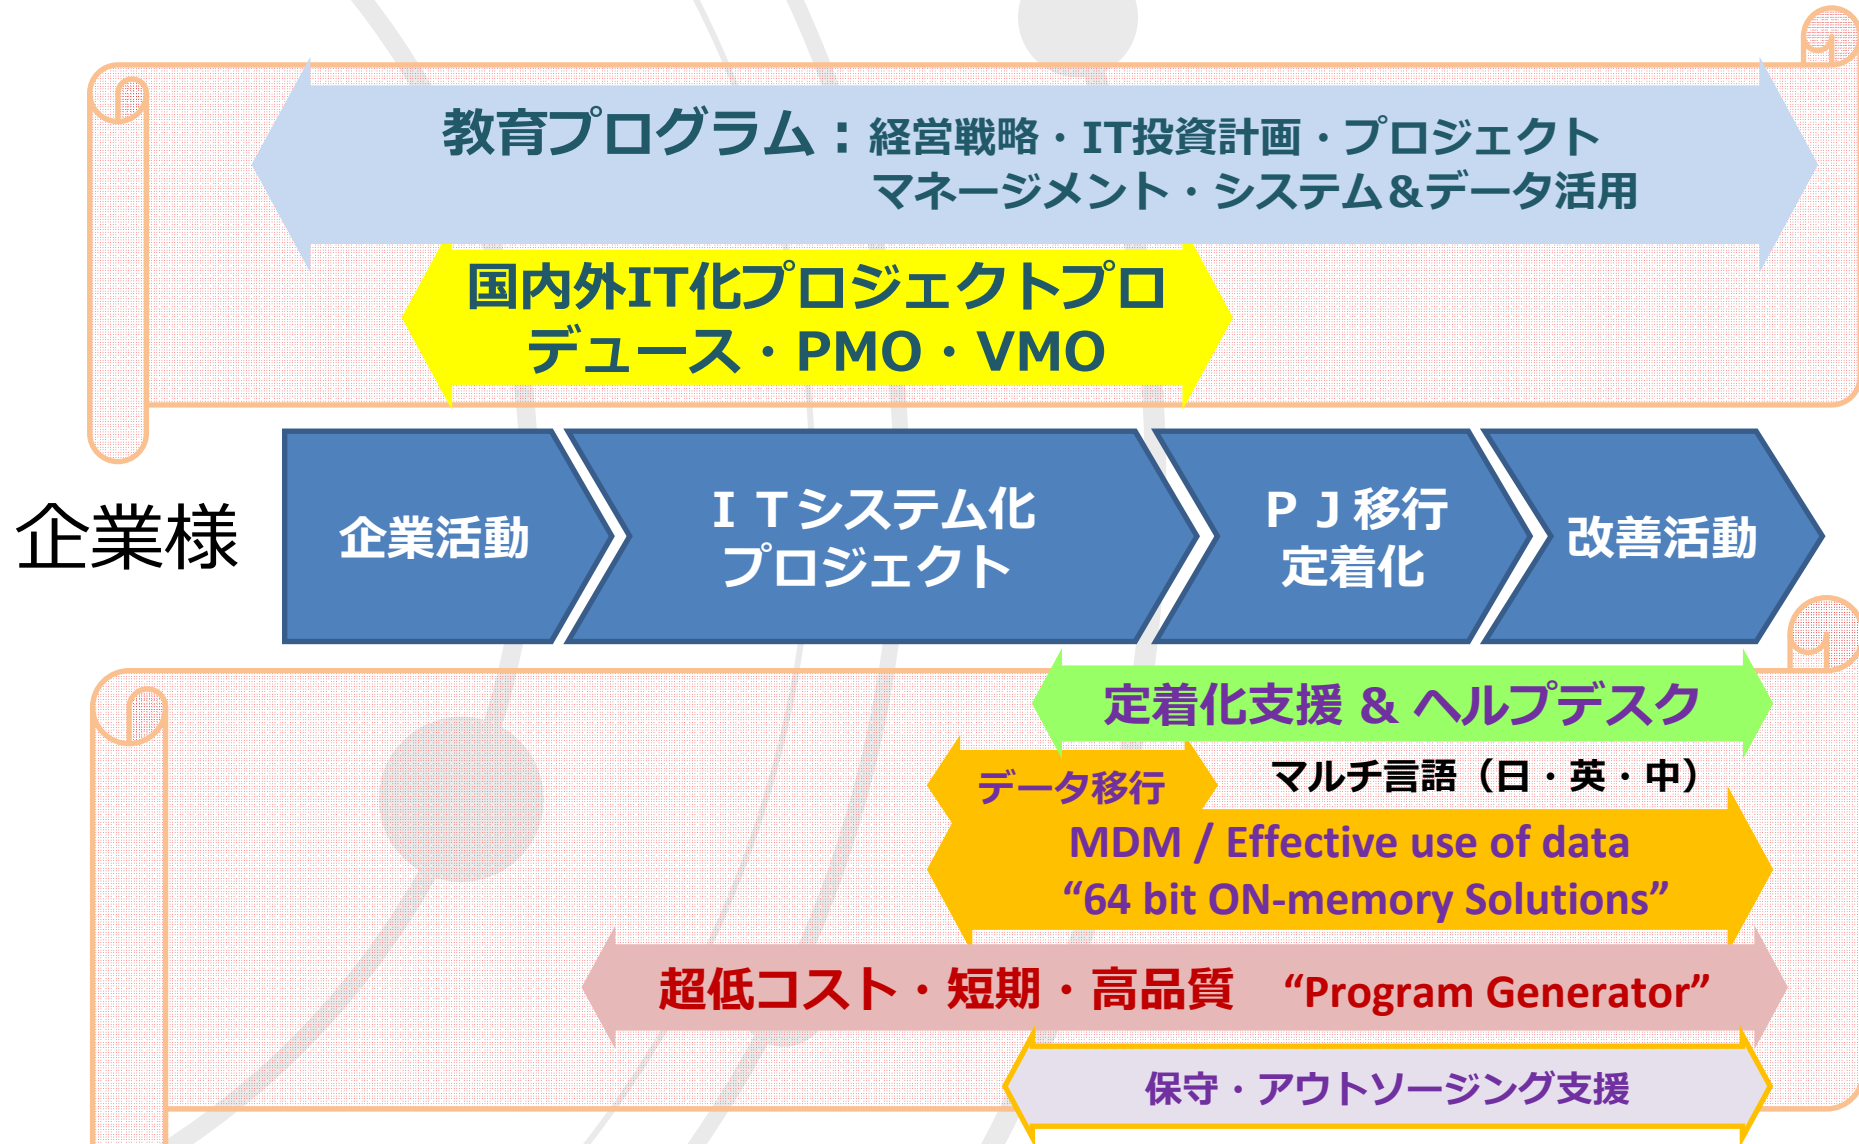 教育プログラム：経営戦略・IT投資計画・プロジェクト
マネージメント・システム＆データ活用
国内外IT化プロジェクトプロ
デュース・PMO・VMO
企業様
企業活動
ＩＴシステム化
プロジェクト
ＰＪ移行
定着化
改善活動
定着化支援 & ヘルプデスク
データ移行
マルチ言語（日・英・中）
MDM / Effective use of data
“64 bit ON-memory Solutions”
超低コスト・短期・高品質　“Program Generator”
保守・アウトソージング支援